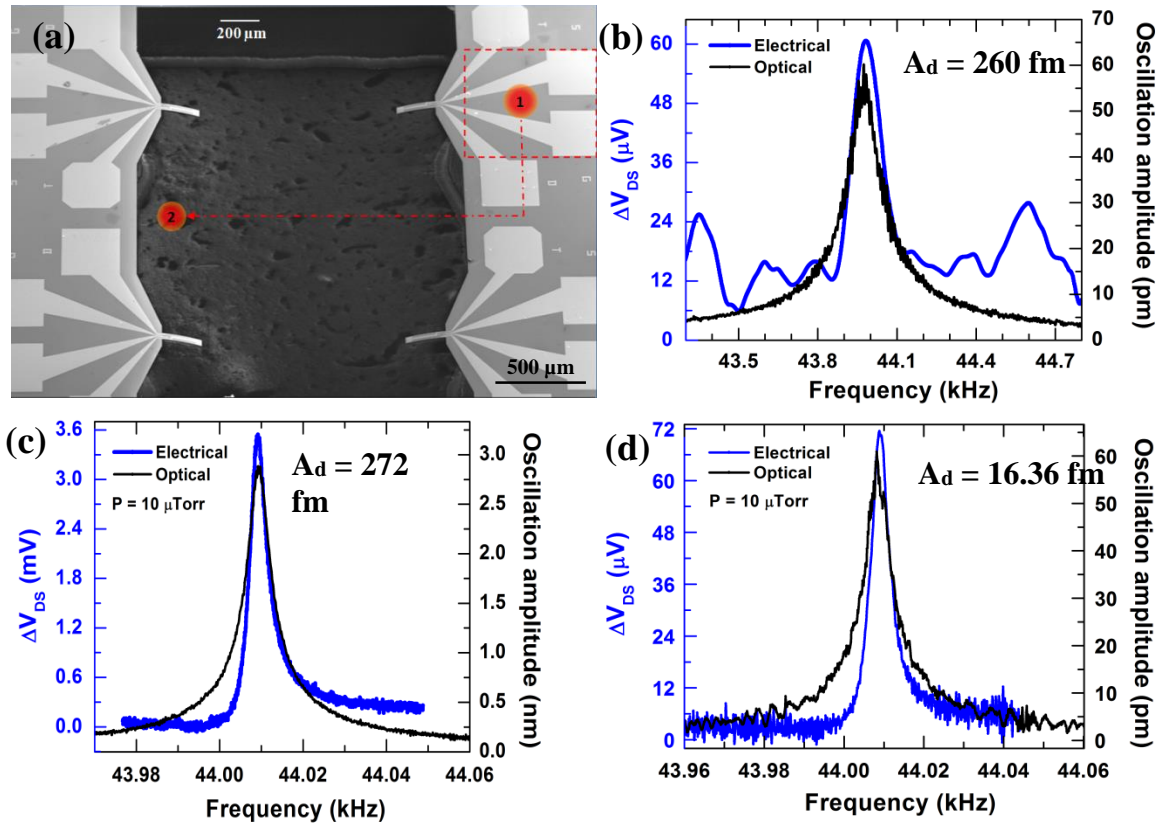 (a)
200 µm
1
2
500 µm
S
T
G
D
T
S
(b)
Electrical
Optical
A_d = 260 fm
ΔV_DS (µV)
60
48
36
24
12
0
70
60
50
40
30
20
10
0
Oscillation amplitude (pm)
43.5 43.8 44.1 44.4 44.7
Frequency (kHz)
(c)
Electrical
Optical
P = 10 µTorr
A_d = 272
fm
ΔV_DS (mV)
3.6
3.0
2.4
1.8
1.2
0.6
0.0
3.0
2.5
2.0
1.5
1.0
0.5
0.0
Oscillation amplitude (nm)
43.98 44.00 44.02 44.04 44.06
Frequency (kHz)
(d)
Electrical
Optical
P = 10 µTorr
A_d = 16.36 fm
ΔV_DS (µV)
72
60
48
36
24
12
0
60
50
40
30
20
10
0
Oscillation amplitude (pm)
43.96 43.98 44.00 44.02 44.04 44.06
Frequency (kHz)